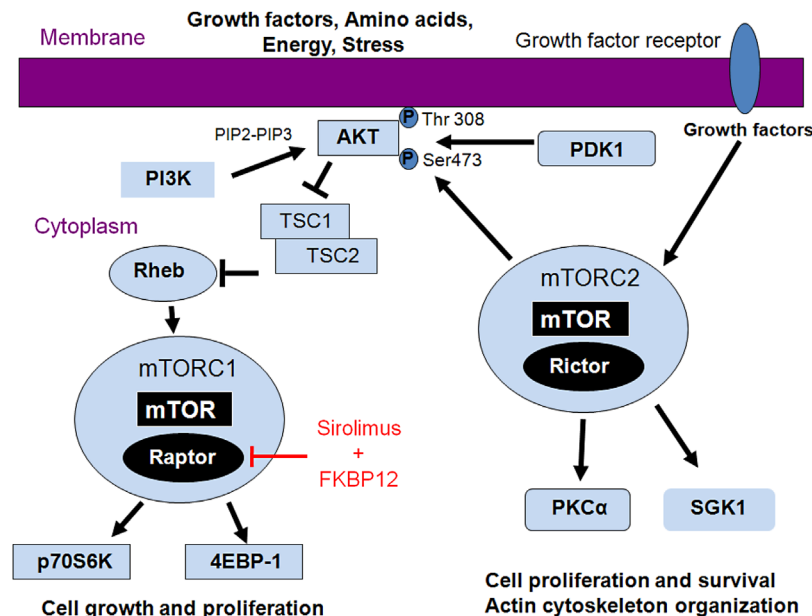 Growth factors, Amino acids,
Energy, Stress
Membrane
Growth factor receptor
Growth factors
PIP2-PIP3
AKT
P
Thr 308
P
Ser473
PDK1
PI3K
Cytoplasm
TSC1
TSC2
Rheb
mTORC1
mTOR
Raptor
Sirolimus
+
FKBP12
p70S6K
4EBP-1
Cell growth and proliferation
mTORC2
mTOR
Rictor
PKCα
SGK1
Cell proliferation and survival
Actin cytoskeleton organization